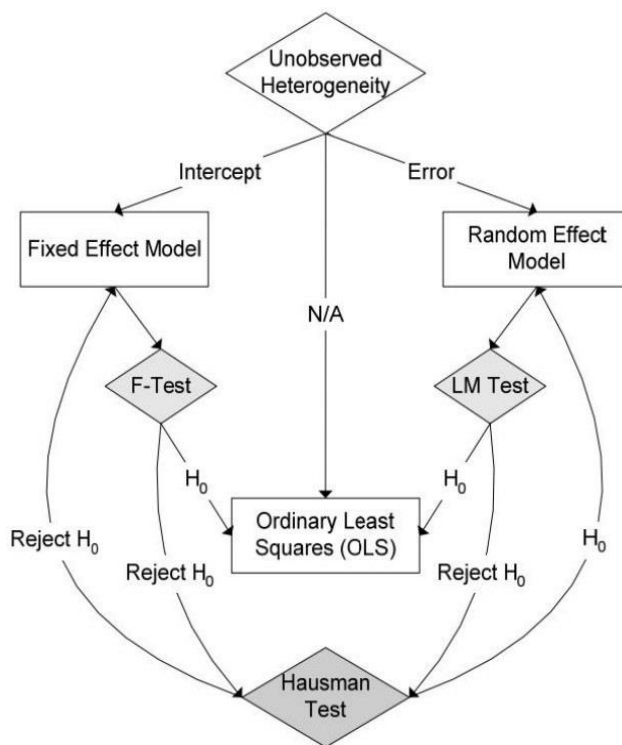 Unobserved
Heterogeneity
Intercept
Error
Fixed Effect Model
Random Effect
Model
N/A
F-Test
LM Test
H₀
H₀
Ordinary Least
Squares (OLS)
Reject H₀
Reject H₀
Reject H₀
H₀
Hausman
Test